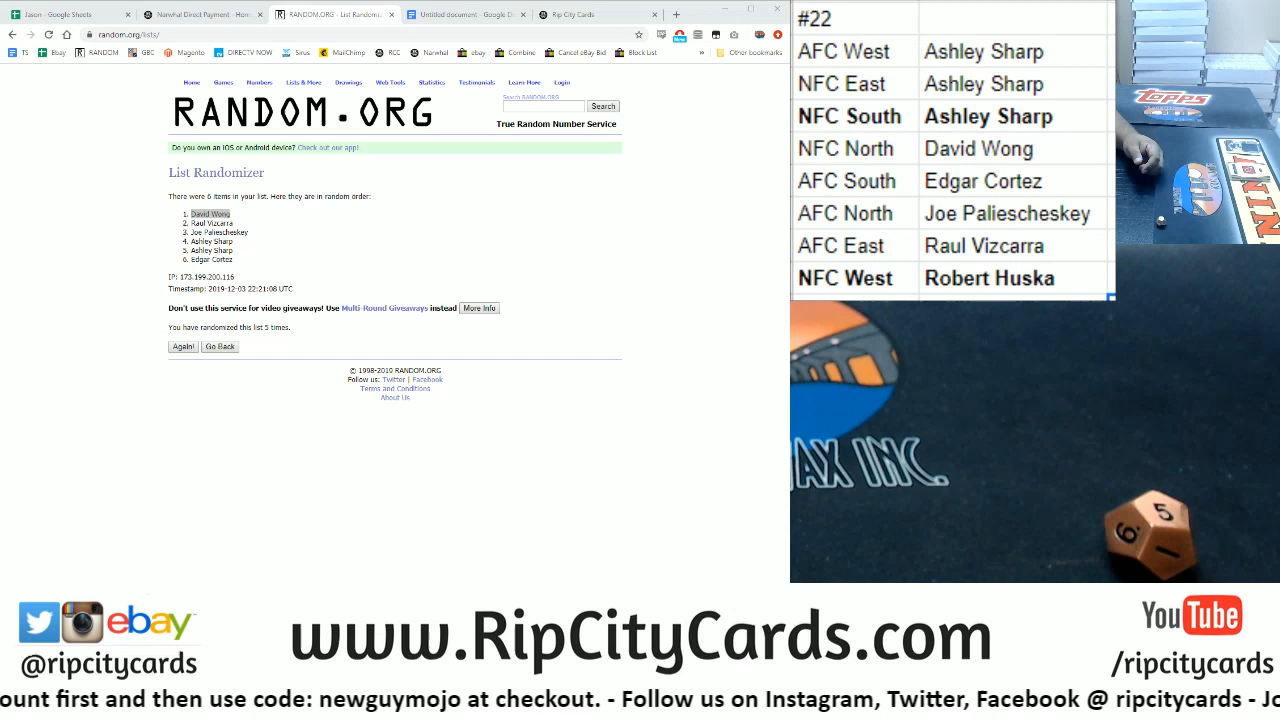 Jason - Google Sheets
Narwhal Direct Payment - Hom
RANDOM.ORG - List Randomiz
Untitled document - Google D
Rip City Cards
random.org/lists/
TS Ebay RANDOM GBC Magento DIRECTV NOW Sirus MailChimp RCC Narwhal ebay Combine Cancel eBay Bid Block List » Other bookmarks
New
Home Games Numbers Lists & More Drawings Web Tools Statistics Testimonials Learn More Login
RANDOM.ORG
Search RANDOM.ORG
Search
True Random Number Service
Do you own an iOS or Android device? Check out our app!
List Randomizer
There were 6 items in your list. Here they are in random order:
1. David Wong
2. Raul Vizcarra
3. Joe Paliescheskey
4. Ashley Sharp
5. Ashley Sharp
6. Edgar Cortez
IP: 173.199.200.116
Timestamp: 2019-12-03 22:21:08 UTC
Don't use this service for video giveaways! Use Multi-Round Giveaways instead More Info
You have randomized this list 5 times.
Again! Go Back
© 1998-2019 RANDOM.ORG
Follow us: Twitter | Facebook
Terms and Conditions
About Us
#22
AFC West Ashley Sharp
NFC East Ashley Sharp
NFC South Ashley Sharp
NFC North David Wong
AFC South Edgar Cortez
AFC North Joe Paliescheskey
AFC East Raul Vizcarra
NFC West Robert Huska
Topps
AX INC.
5
6
1
ebay
@ripcitycards
www.RipCityCards.com
YouTube
/ripcitycards
ount first and then use code: newguymojo at checkout. - Follow us on Instagram, Twitter, Facebook @ ripcitycards - Jo